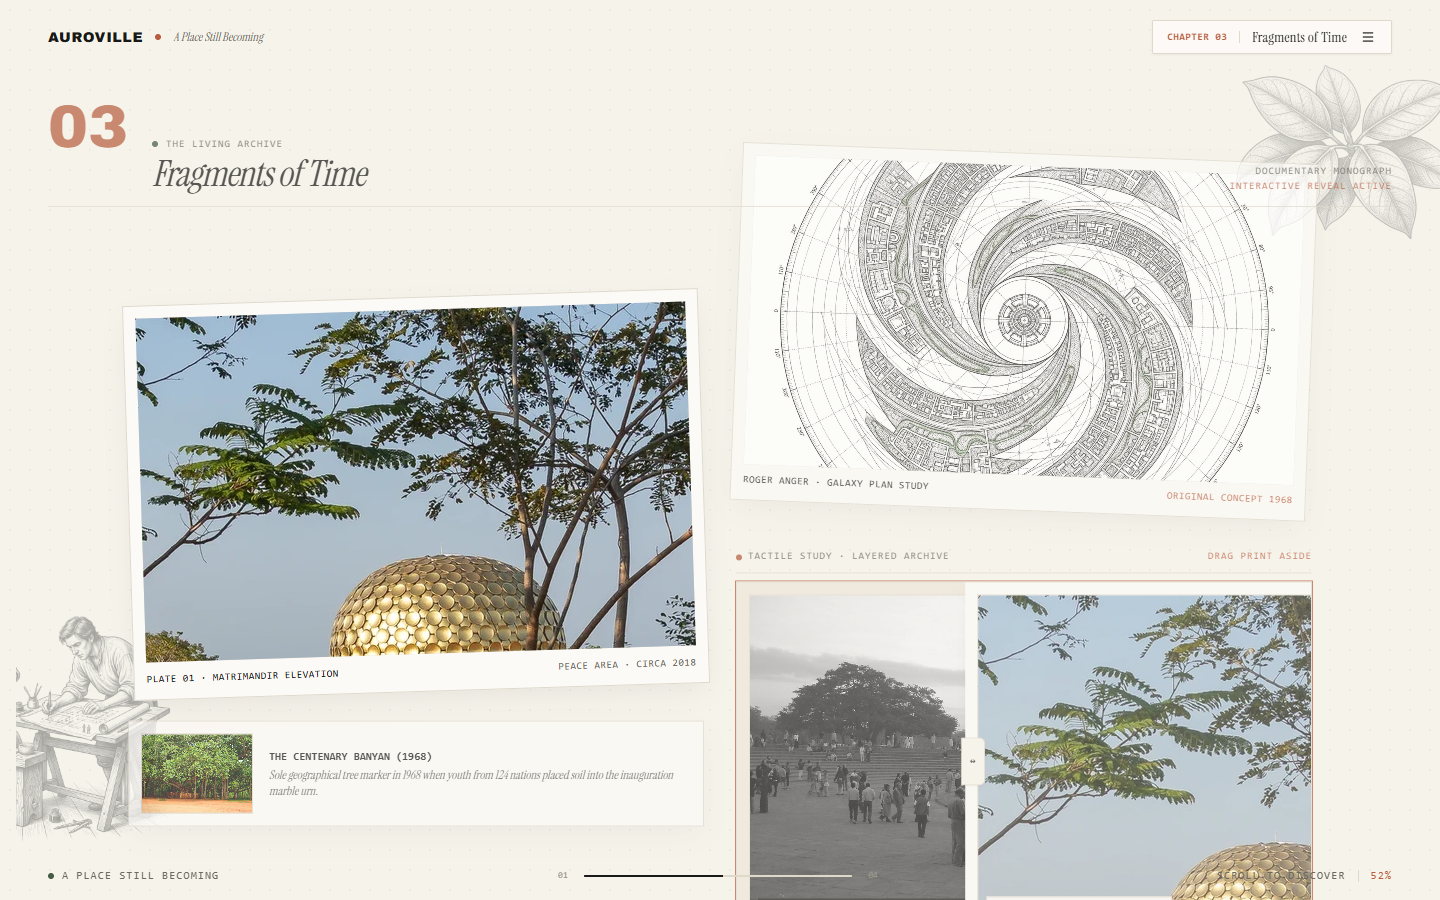 AUROVILLE
A Place Still Becoming
CHAPTER 03
Fragments of Time
03
THE LIVING ARCHIVE
Fragments of Time
DOCUMENTARY MONOGRAPH
INTERACTIVE REVEAL ACTIVE
ROGER ANGER · GALAXY PLAN STUDY
ORIGINAL CONCEPT 1968
PLATE 01 · MATRIMANDIR ELEVATION
PEACE AREA · CIRCA 2018
TACTILE STUDY · LAYERED ARCHIVE
DRAG PRINT ASIDE
THE CENTENARY BANYAN (1968)
Sole geographical tree marker in 1968 when youth from 124 nations placed soil into the inauguration
marble urn.
A PLACE STILL BECOMING
01
SCROLL TO DISCOVER
52%